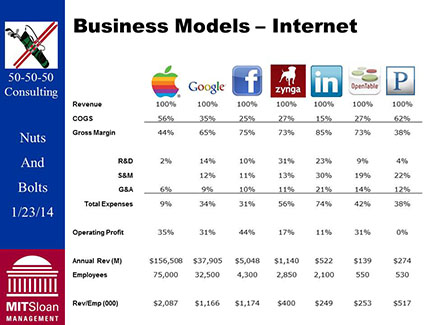 Business Models – Internet
50-50-50
Consulting
Nuts
And
Bolts
1/23/14
MITSloan
MANAGEMENT
Google f zynga in OpenTable P
Revenue 100% 100% 100% 100% 100% 100% 100%
COGS 56% 35% 25% 27% 15% 27% 62%
Gross Margin 44% 65% 75% 73% 85% 73% 38%
R&D 2% 14% 10% 31% 23% 9% 4%
S&M 12% 11% 13% 30% 19% 22%
G&A 6% 9% 10% 11% 21% 14% 12%
Total Expenses 9% 34% 31% 56% 74% 42% 38%
Operating Profit 35% 31% 44% 17% 11% 31% 0%
Annual Rev (M) $156,508 $37,905 $5,048 $1,140 $522 $139 $274
Employees 75,000 32,500 4,300 2,850 2,100 550 530
Rev/Emp (000) $2,087 $1,166 $1,174 $400 $249 $253 $517